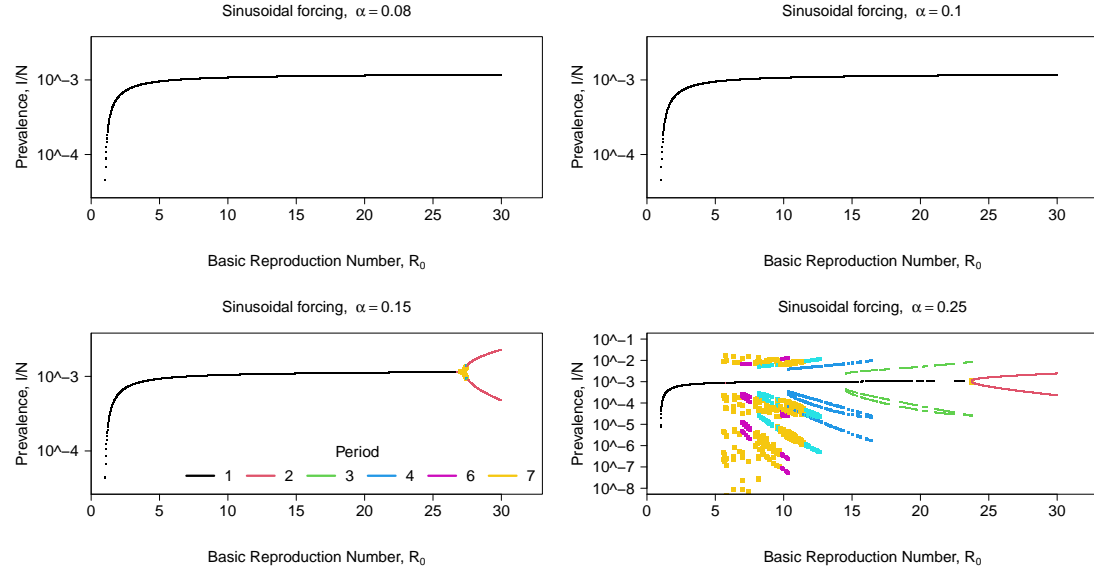 Sinusoidal forcing, α = 0.08
Prevalence, I/N
10^−3
10^−4
0 5 10 15 20 25 30
Basic Reproduction Number, R0
Sinusoidal forcing, α = 0.1
Prevalence, I/N
10^−3
10^−4
0 5 10 15 20 25 30
Basic Reproduction Number, R0
Sinusoidal forcing, α = 0.15
Prevalence, I/N
10^−3
10^−4
Period
1 2 3 4 6 7
0 5 10 15 20 25 30
Basic Reproduction Number, R0
Sinusoidal forcing, α = 0.25
Prevalence, I/N
10^−1
10^−2
10^−3
10^−4
10^−5
10^−6
10^−7
10^−8
0 5 10 15 20 25 30
Basic Reproduction Number, R0